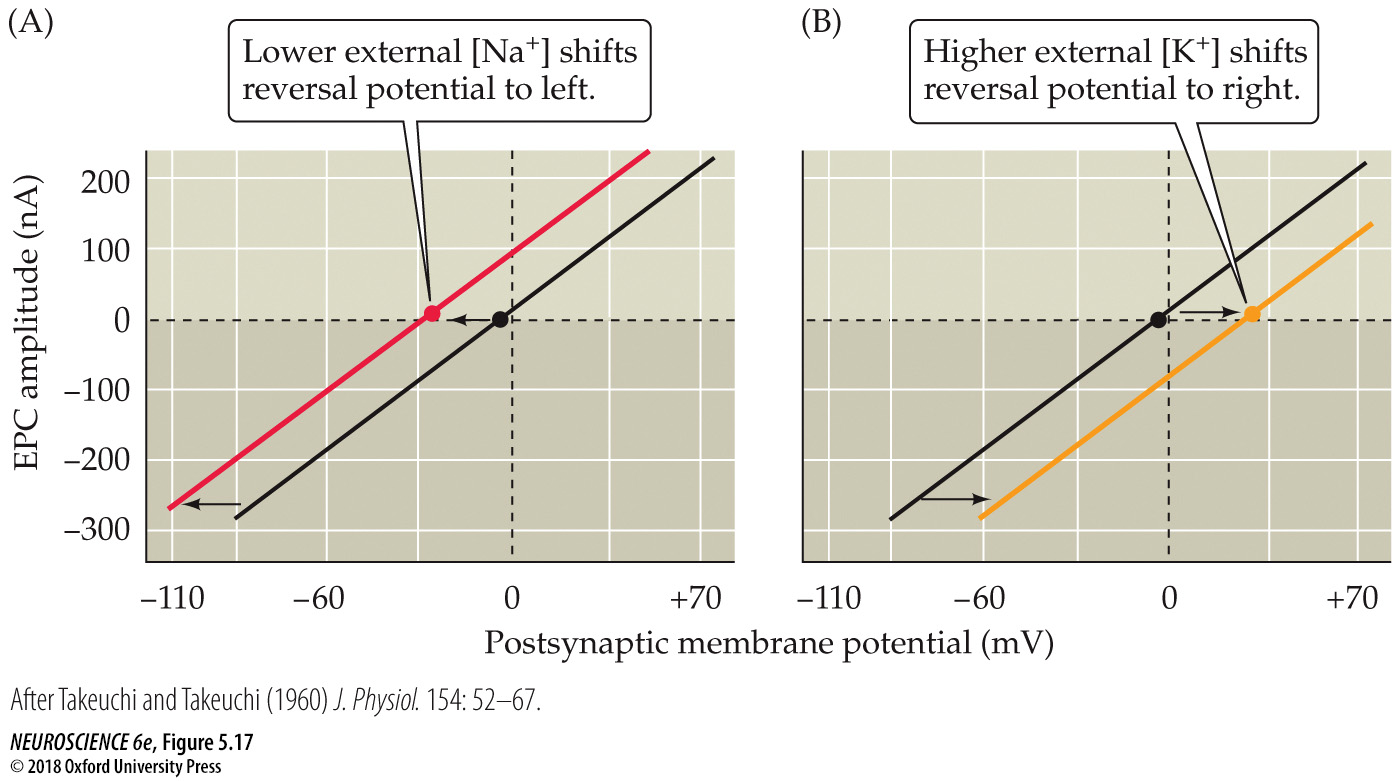 (A)
Lower external [Na⁺] shifts
reversal potential to left.
(B)
Higher external [K⁺] shifts
reversal potential to right.
EPC amplitude (nA)
200
100
0
–100
–200
–300
–110 –60 0 +70
–110 –60 0 +70
Postsynaptic membrane potential (mV)
After Takeuchi and Takeuchi (1960) J. Physiol. 154: 52–67.
NEUROSCIENCE 6e, Figure 5.17
© 2018 Oxford University Press